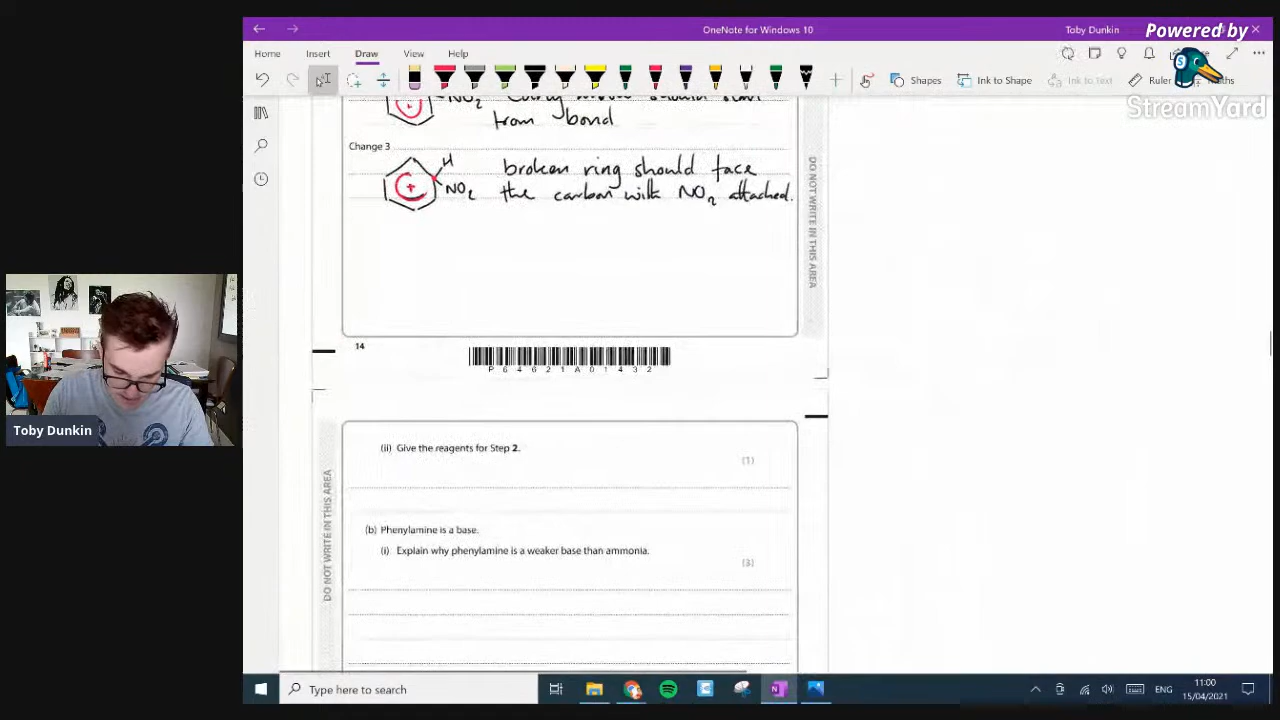 OneNote for Windows 10
Toby Dunkin
Powered by
StreamYard
Home Insert Draw View Help
Shapes Ink to Shape Ink to Text Ruler Maths
NO2
from bond
Change 3
H
+ NO2
broken ring should face
the carbon with NO2 attached.
DO NOT WRITE IN THIS AREA
14
P64621A01432
(ii) Give the reagents for Step 2.
(1)
(b) Phenylamine is a base.
(i) Explain why phenylamine is a weaker base than ammonia.
(3)
DO NOT WRITE IN THIS AREA
Toby Dunkin
Type here to search
ENG
11:00
15/04/2021